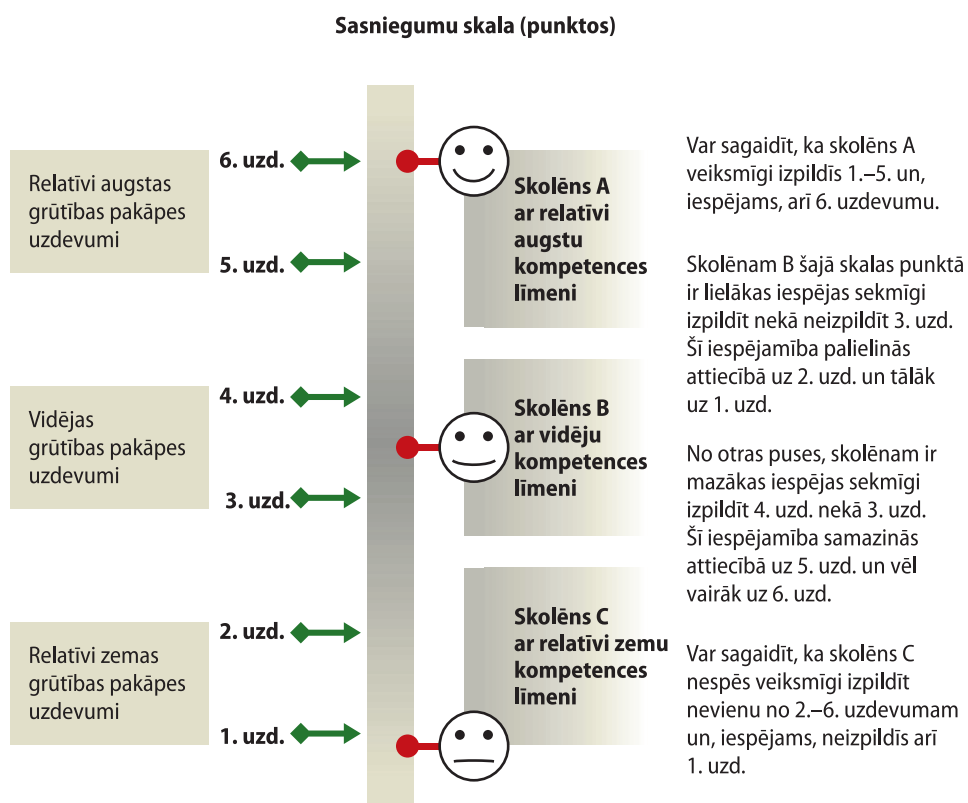 Sasniegumu skala (punktos)
Relatīvi augstas
grūtības pakāpes
uzdevumi
6. uzd.
5. uzd.
Skolēns A
ar relatīvi
augstu
kompetences
līmeni
Var sagaidīt, ka skolēns A
veiksmīgi izpildīs 1.–5. un,
iespējams, arī 6. uzdevumu.
Vidējas
grūtības pakāpes
uzdevumi
4. uzd.
3. uzd.
Skolēns B
ar vidēju
kompetences
līmeni
Skolēnam B šajā skalas punktā
ir lielākas iespējas sekmīgi
izpildīt nekā neizpildīt 3. uzd.
Šī iespējamība palielinās
attiecībā uz 2. uzd. un tālāk
uz 1. uzd.
No otras puses, skolēnam ir
mazākas iespējas sekmīgi
izpildīt 4. uzd. nekā 3. uzd.
Šī iespējamība samazinās
attiecībā uz 5. uzd. un vēl
vairāk uz 6. uzd.
Relatīvi zemas
grūtības pakāpes
uzdevumi
2. uzd.
1. uzd.
Skolēns C
ar relatīvi zemu
kompetences
līmeni
Var sagaidīt, ka skolēns C
nespēs veiksmīgi izpildīt
nevienu no 2.–6. uzdevumam
un, iespējams, neizpildīs arī
1. uzd.